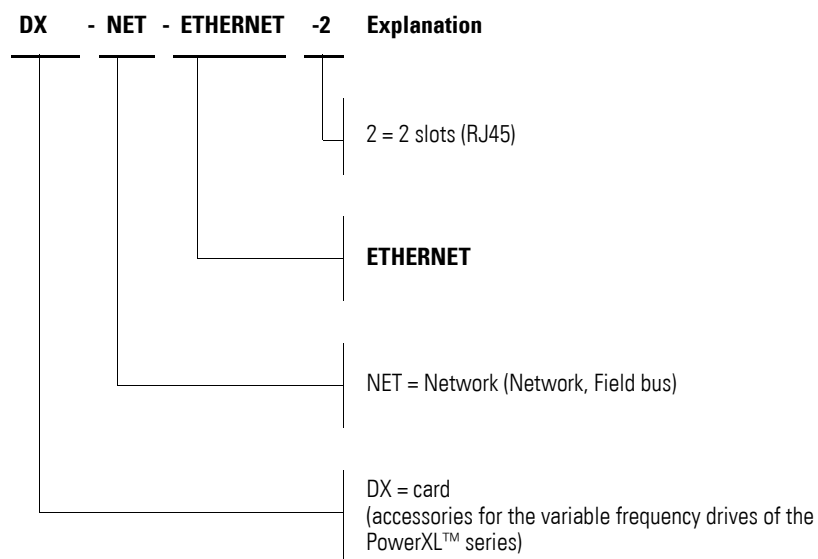 DX - NET - ETHERNET -2 Explanation
2 = 2 slots (RJ45)
ETHERNET
NET = Network (Network, Field bus)
DX = card
(accessories for the variable frequency drives of the
PowerXL™ series)